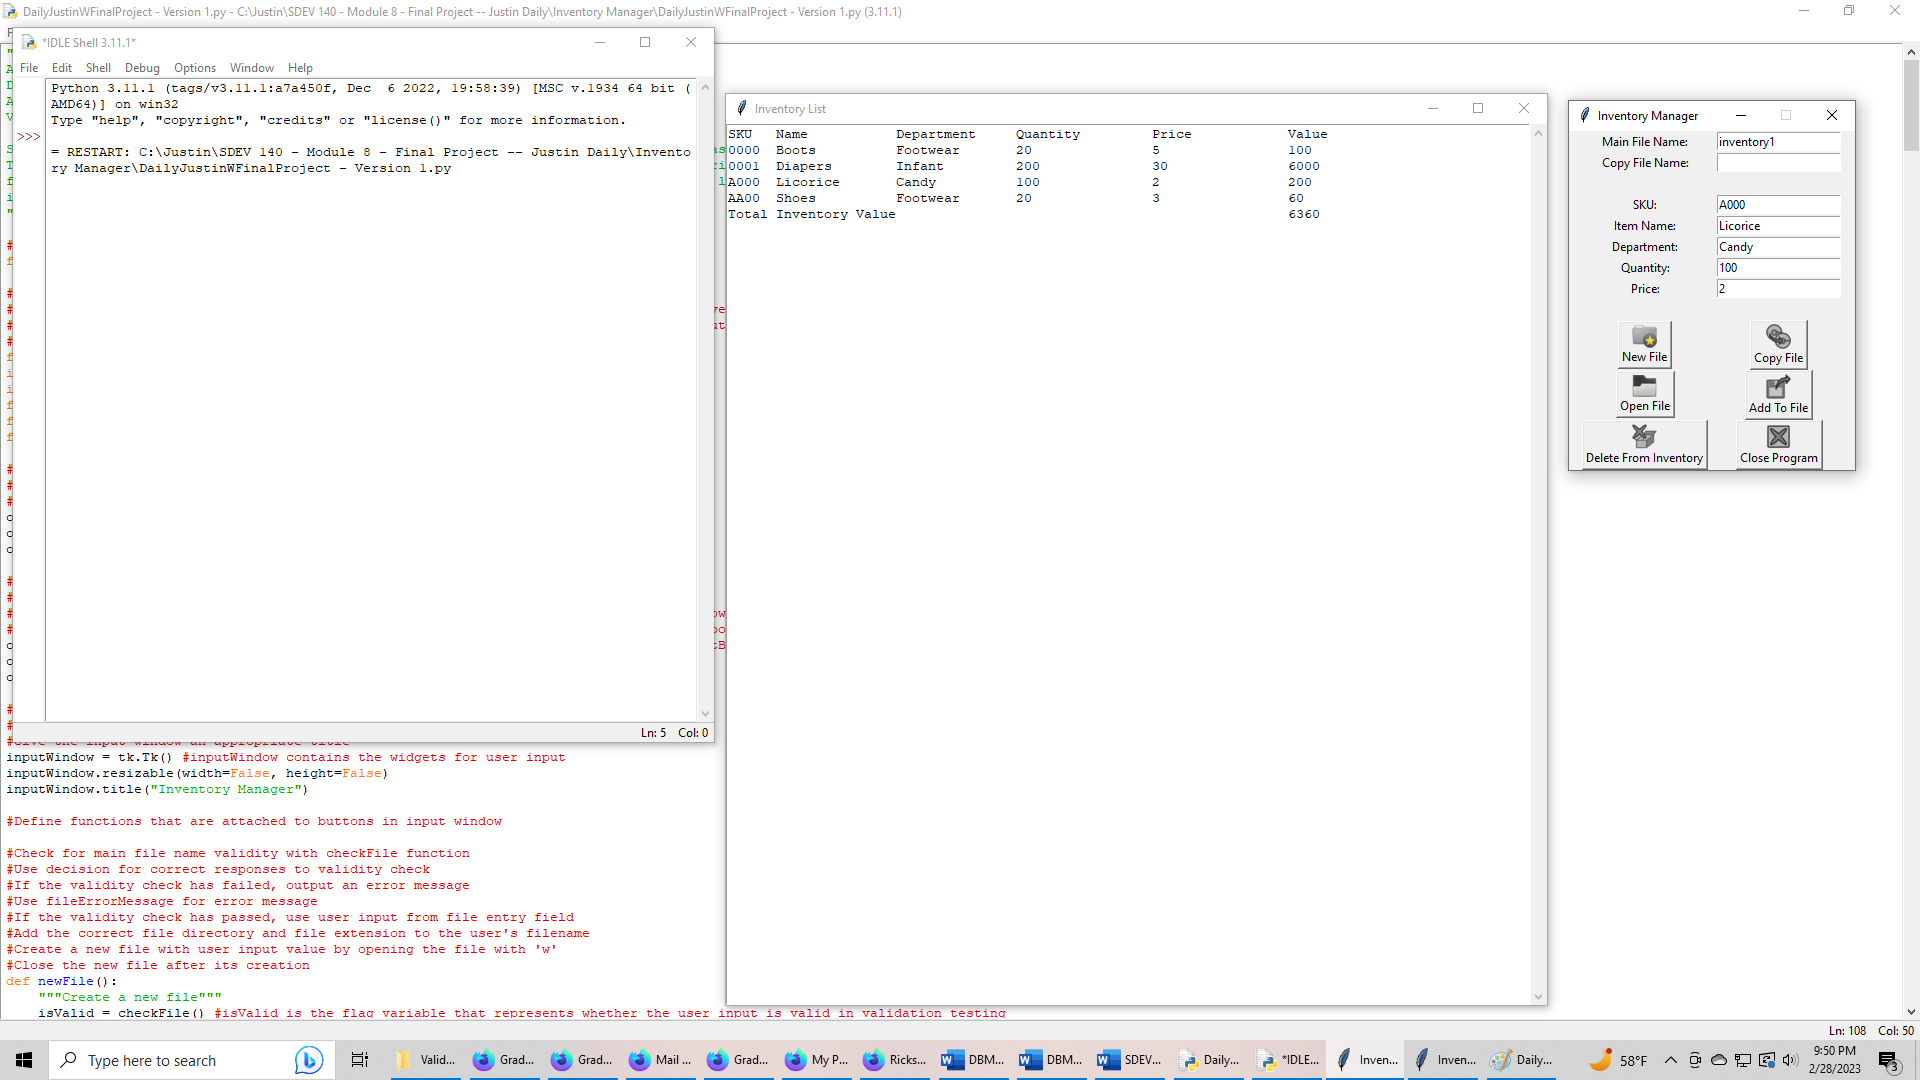 DailyJustinWFinalProject - Version 1.py - C:\Justin\SDEV 140 - Module 8 - Final Project -- Justin Daily\Inventory Manager\DailyJustinWFinalProject - Version 1.py (3.11.1)
*IDLE Shell 3.11.1*
File Edit Shell Debug Options Window Help
Python 3.11.1 (tags/v3.11.1:a7a450f, Dec  6 2022, 19:58:39) [MSC v.1934 64 bit (
AMD64)] on win32
Type "help", "copyright", "credits" or "license()" for more information.
>>>
= RESTART: C:\Justin\SDEV 140 - Module 8 - Final Project -- Justin Daily\Invento
ry Manager\DailyJustinWFinalProject - Version 1.py
Ln: 5 Col: 0
Inventory List
SKU Name Department Quantity Price Value
0000 Boots Footwear 20 5 100
0001 Diapers Infant 200 30 6000
A000 Licorice Candy 100 2 200
AA00 Shoes Footwear 20 3 60
Total Inventory Value 6360
Inventory Manager
Main File Name: inventory1
Copy File Name:
SKU: A000
Item Name: Licorice
Department: Candy
Quantity: 100
Price: 2
New File Copy File
Open File Add To File
Delete From Inventory Close Program
inputWindow = tk.Tk() #inputWindow contains the widgets for user input
inputWindow.resizable(width=False, height=False)
inputWindow.title("Inventory Manager")
#Define functions that are attached to buttons in input window
#Check for main file name validity with checkFile function
#Use decision for correct responses to validity check
#If the validity check has failed, output an error message
#Use fileErrorMessage for error message
#If the validity check has passed, use user input from file entry field
#Add the correct file directory and file extension to the user's filename
#Create a new file with user input value by opening the file with 'w'
#Close the new file after its creation
def newFile():
"""Create a new file"""
isValid = checkFile() #isValid is the flag variable that represents whether the user input is valid in validation testing
Ln: 108 Col: 50
Type here to search
Valid... Grad... Grad... Mail ... Grad... My P... Ricks... DBM... DBM... SDEV... Daily... *IDLE... Inven... Inven... Daily...
58°F
9:50 PM
2/28/2023
3